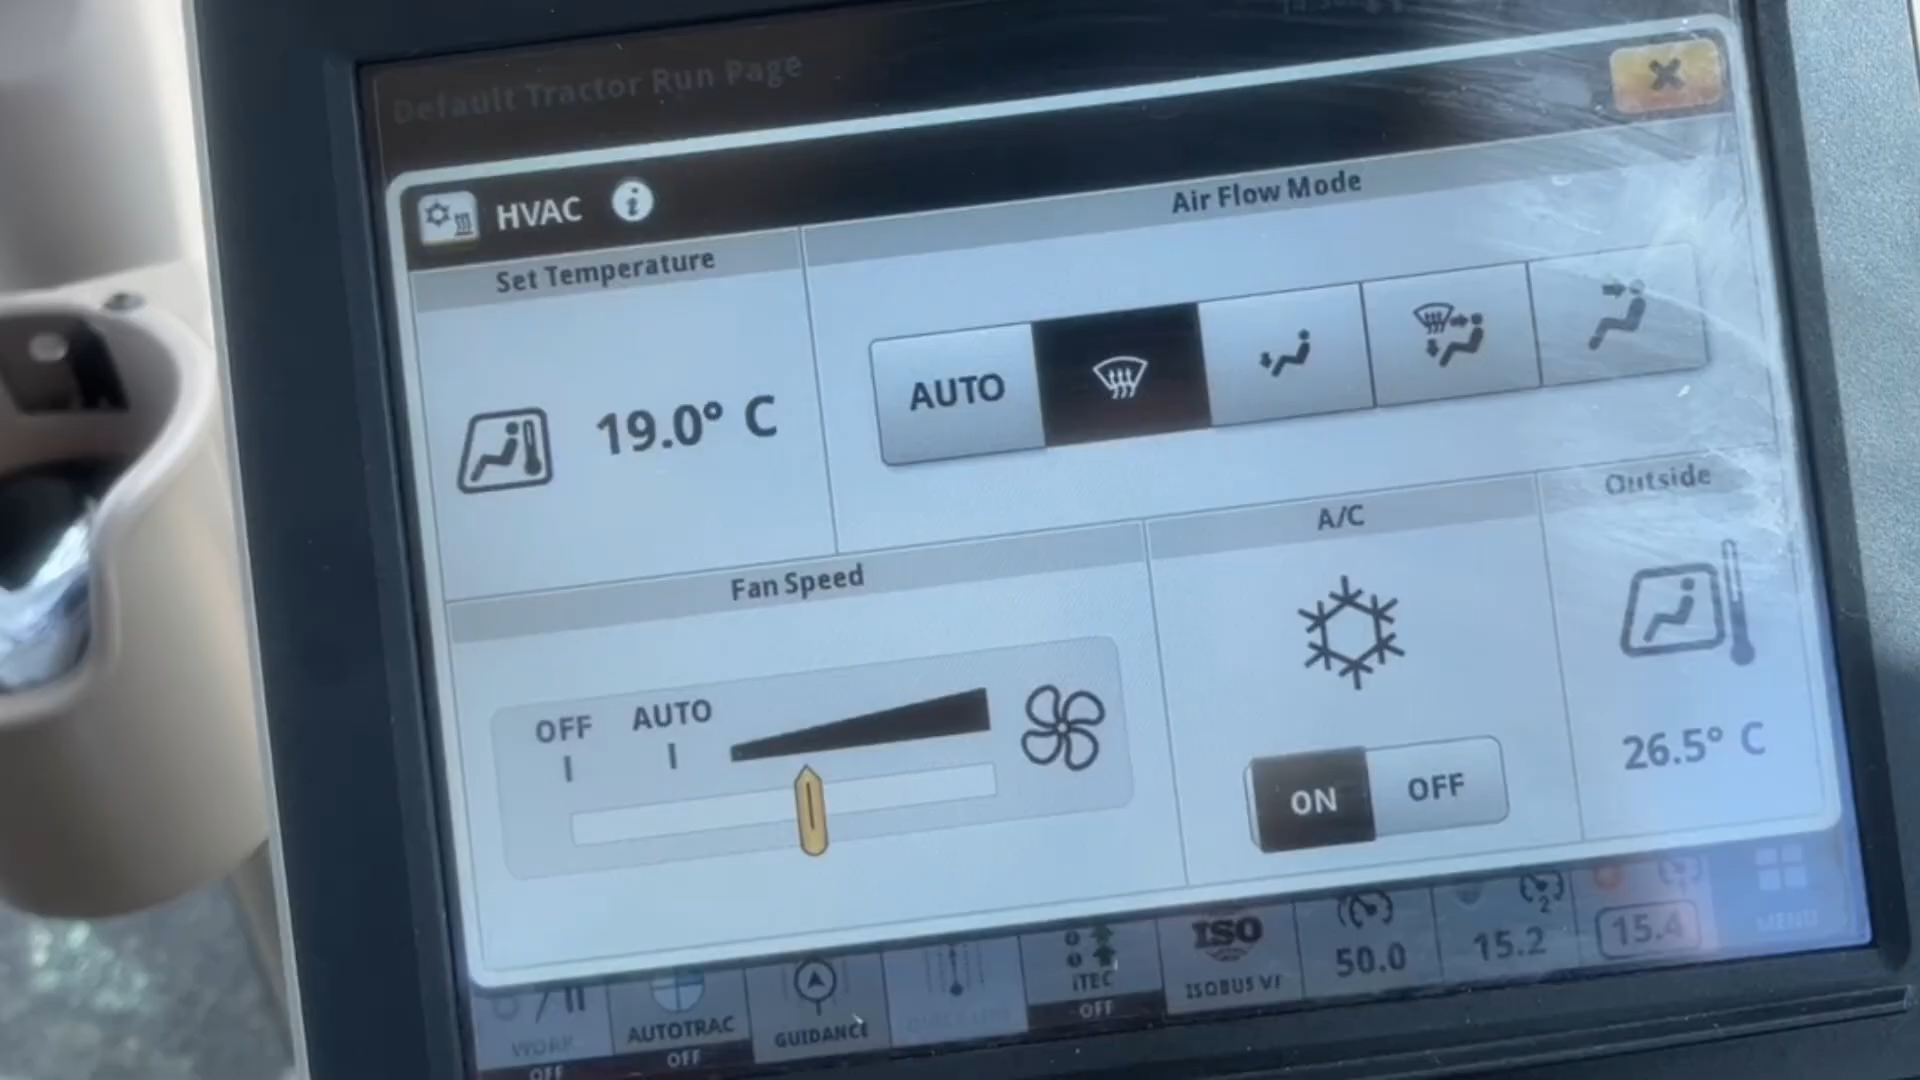 Default Tractor Run Page
HVAC i
Set Temperature
Air Flow Mode
19.0° C
AUTO
Fan Speed
A/C
Outside
OFF AUTO
ON OFF
26.5° C
WORK
OFF
AUTOTRAC
OFF
GUIDANCE
iTEC
OFF
ISO
ISOBUS VT
50.0
2
15.2
15.4
MENU